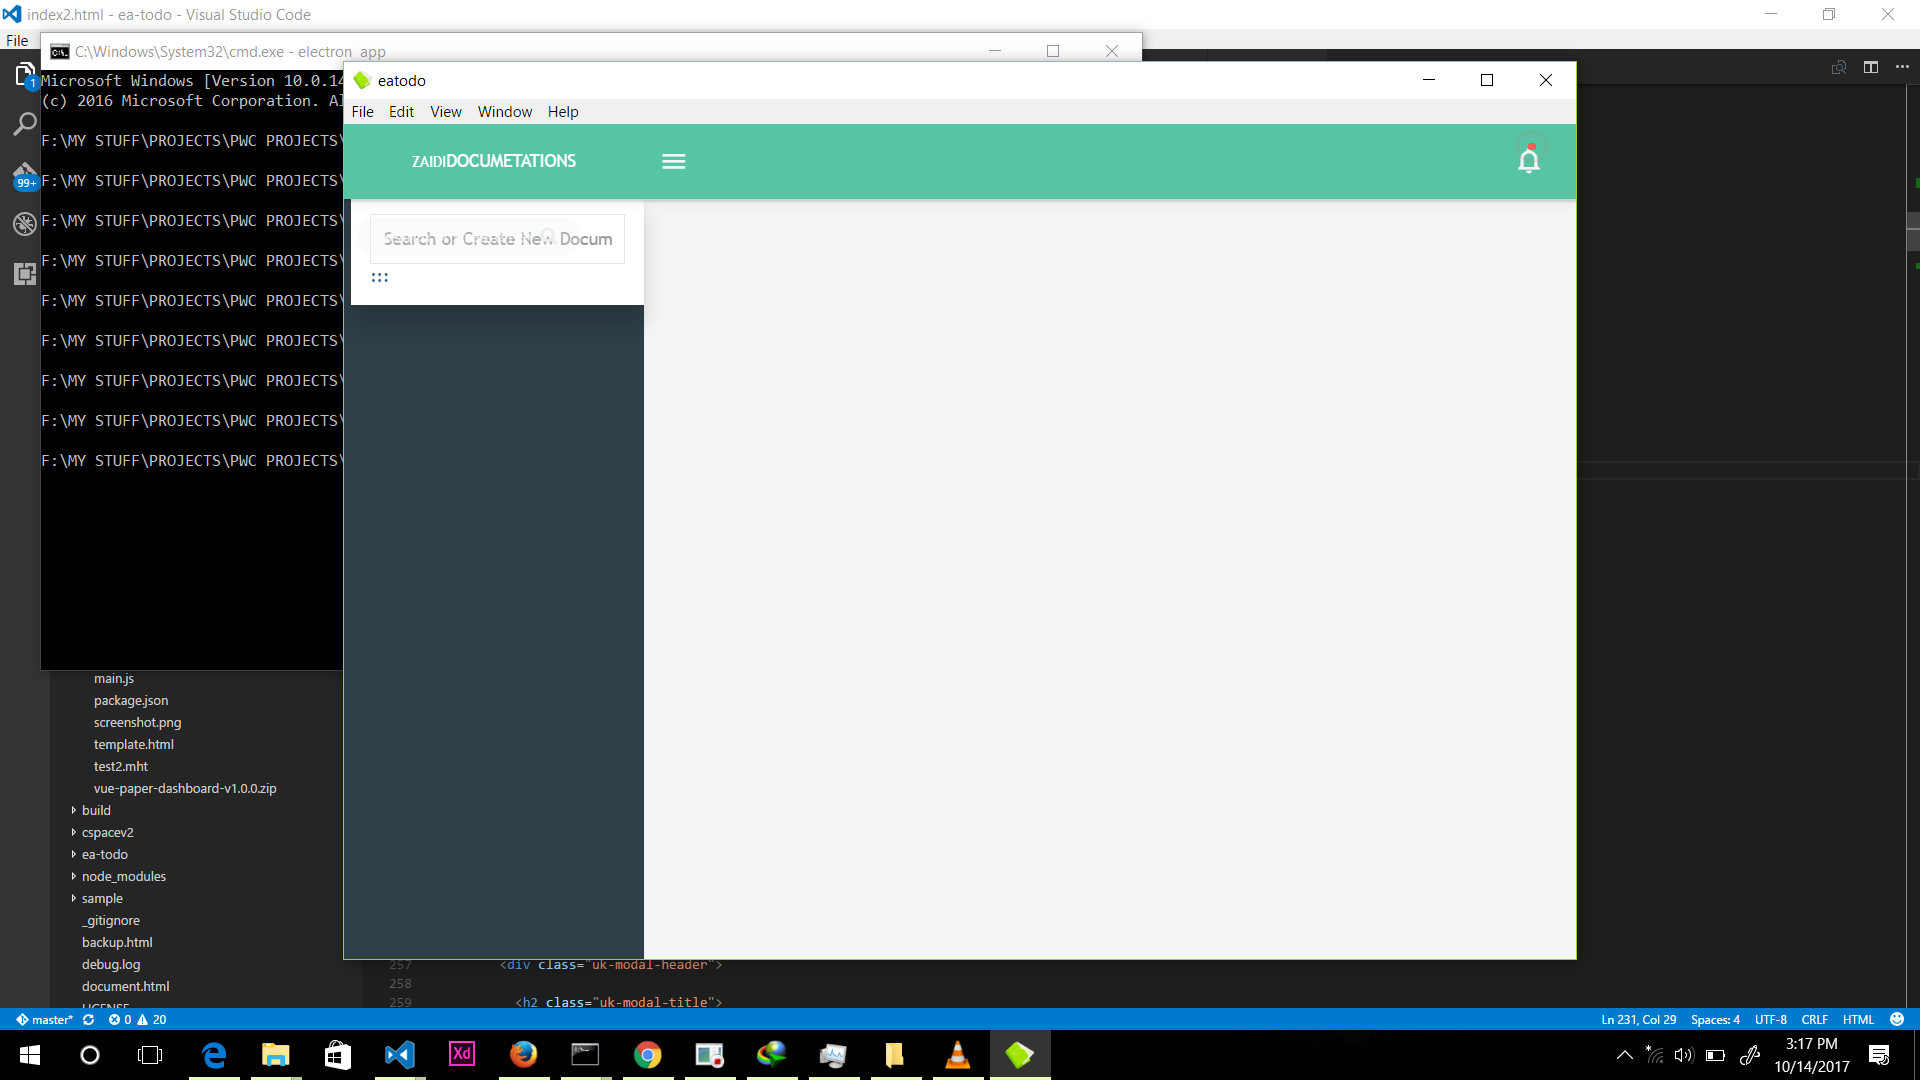 index2.html - ea-todo - Visual Studio Code
File
C:\Windows\System32\cmd.exe - electron app
Microsoft Windows [Version 10.0.14
(c) 2016 Microsoft Corporation. Al
F:\MY STUFF\PROJECTS\PWC PROJECTS\
F:\MY STUFF\PROJECTS\PWC PROJECTS\
F:\MY STUFF\PROJECTS\PWC PROJECTS\
F:\MY STUFF\PROJECTS\PWC PROJECTS\
F:\MY STUFF\PROJECTS\PWC PROJECTS\
F:\MY STUFF\PROJECTS\PWC PROJECTS\
F:\MY STUFF\PROJECTS\PWC PROJECTS\
F:\MY STUFF\PROJECTS\PWC PROJECTS\
F:\MY STUFF\PROJECTS\PWC PROJECTS\
1
99+
eatodo
File Edit View Window Help
ZAIDIDOCUMETATIONS
Search or Create New Docum
main.js
package.json
screenshot.png
template.html
test2.mht
vue-paper-dashboard-v1.0.0.zip
build
cspacev2
ea-todo
node_modules
sample
_gitignore
backup.html
debug.log
document.html
LICENSE
257 <div class="uk-modal-header">
258
259 <h2 class="uk-modal-title">
master* 0 20
Ln 231, Col 29 Spaces: 4 UTF-8 CRLF HTML
Xd
3:17 PM
10/14/2017